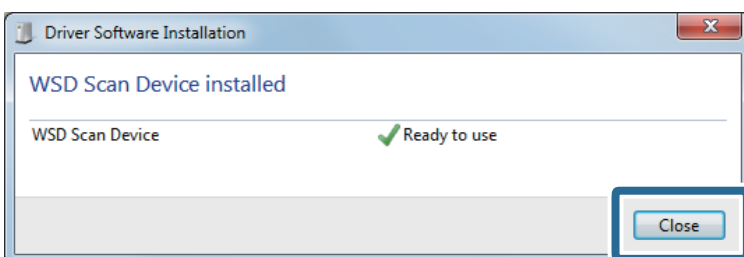 Driver Software Installation
WSD Scan Device installed
WSD Scan Device Ready to use
Close